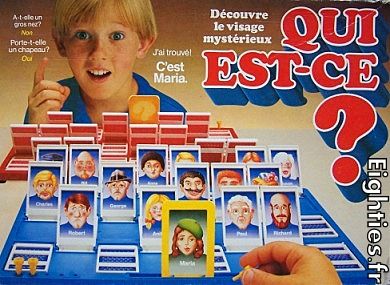 A-t-elle un
gros nez?
Non
Porte-t-elle
un chapeau?
Oui
J'ai trouvé!
C'est
Maria.
Découvre
le visage
mystérieux
QUI
EST-CE
?
Charles
George
Robert
Paul
Richard
Maria
Eighties.fr